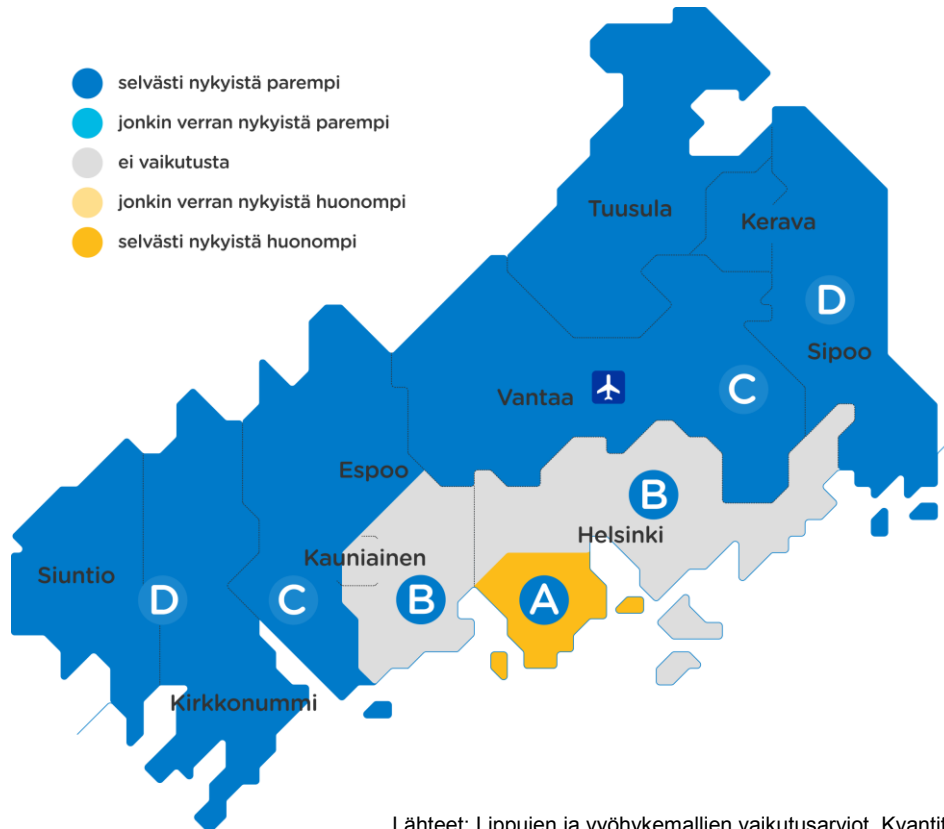 selvästi nykyistä parempi
jonkin verran nykyistä parempi
ei vaikutusta
jonkin verran nykyistä huonompi
selvästi nykyistä huonompi
Tuusula
Kerava
D
Sipoo
Vantaa
C
Espoo
B
Helsinki
Kauniainen
Siuntio
D
C
B
A
Kirkkonummi
Lähteet: Lippujen ja vyöhykemallien vaikutusarviot